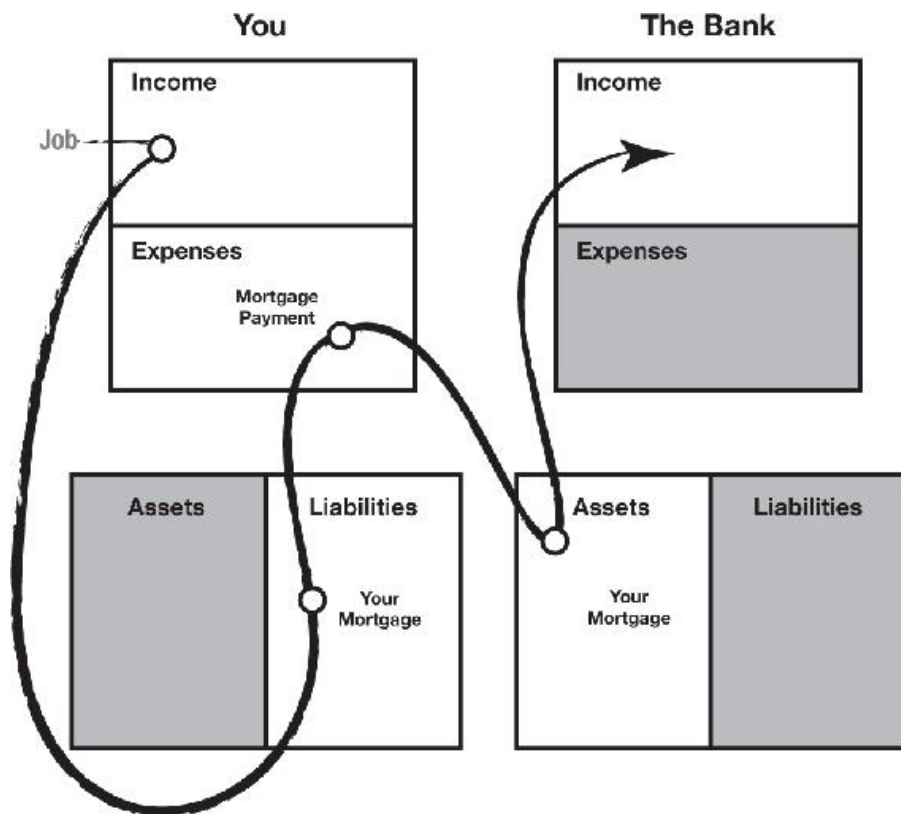 You
The Bank
Income
Job
Expenses
Mortgage
Payment
Income
Expenses
Assets
Liabilities
Your
Mortgage
Assets
Liabilities
Your
Mortgage